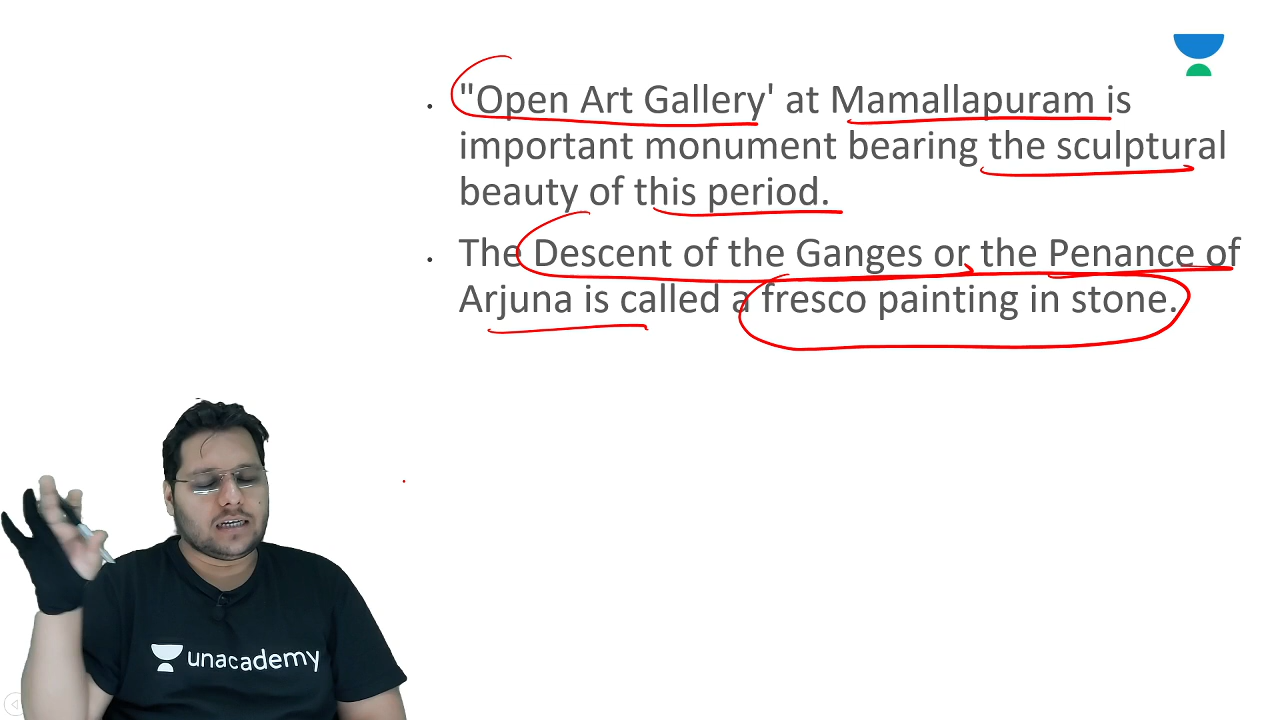 • "Open Art Gallery' at Mamallapuram is
important monument bearing the sculptural
beauty of this period.
• The Descent of the Ganges or the Penance of
Arjuna is called a fresco painting in stone.
unacademy